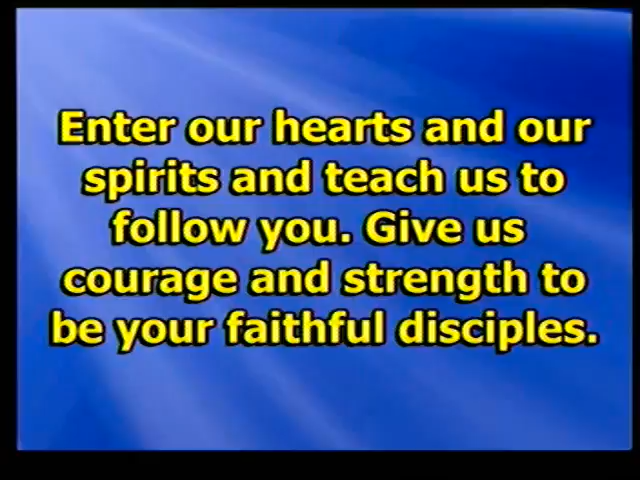 Enter our hearts and our
spirits and teach us to
follow you. Give us
courage and strength to
be your faithful disciples.